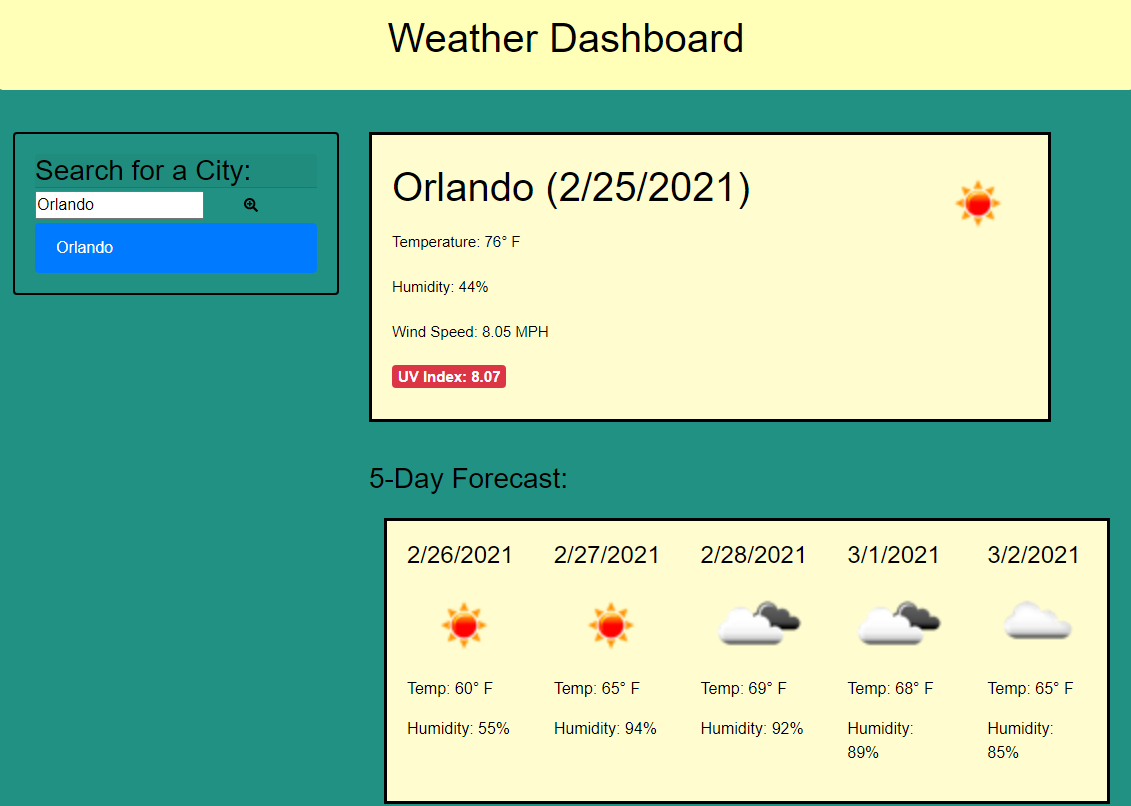 Weather Dashboard
Search for a City:
Orlando
Orlando
Orlando (2/25/2021)
Temperature: 76° F
Humidity: 44%
Wind Speed: 8.05 MPH
UV Index: 8.07
5-Day Forecast:
2/26/2021
Temp: 60° F
Humidity: 55%
2/27/2021
Temp: 65° F
Humidity: 94%
2/28/2021
Temp: 69° F
Humidity: 92%
3/1/2021
Temp: 68° F
Humidity:
89%
3/2/2021
Temp: 65° F
Humidity:
85%